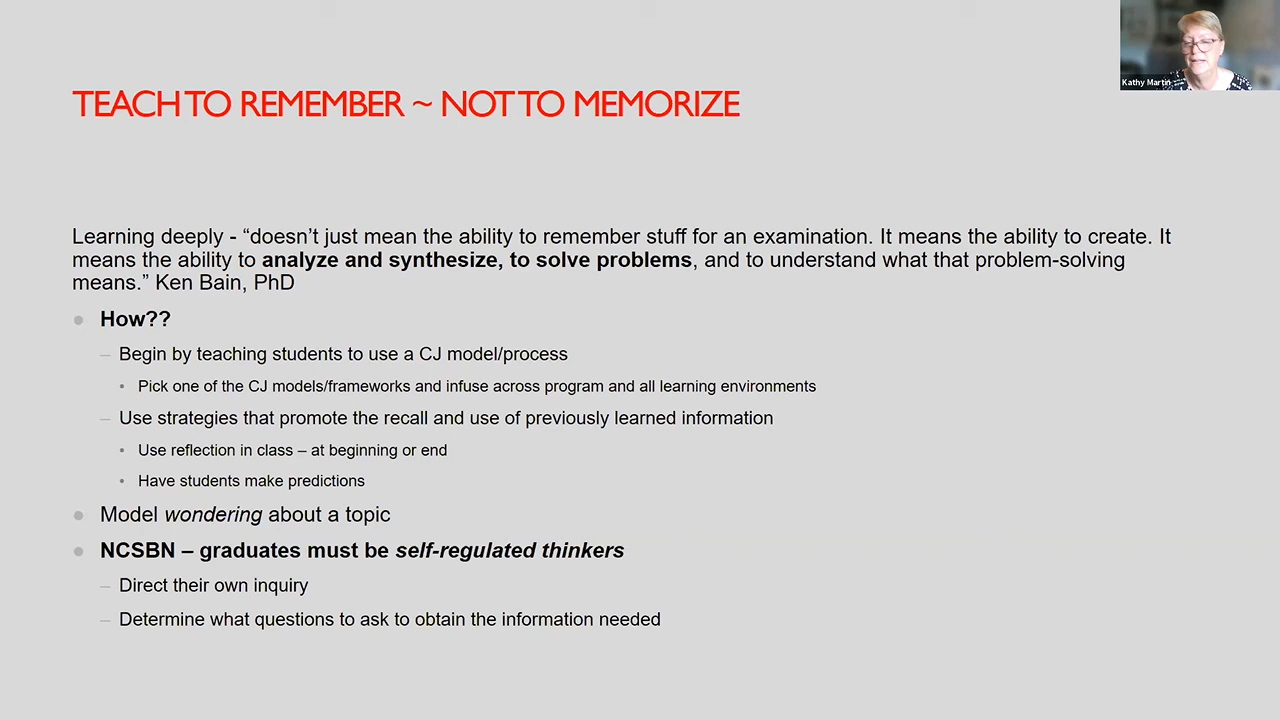 Kathy Martin
TEACH TO REMEMBER ~ NOT TO MEMORIZE
Learning deeply - “doesn’t just mean the ability to remember stuff for an examination. It means the ability to create. It
means the ability to analyze and synthesize, to solve problems, and to understand what that problem-solving
means.” Ken Bain, PhD
● How??
– Begin by teaching students to use a CJ model/process
• Pick one of the CJ models/frameworks and infuse across program and all learning environments
– Use strategies that promote the recall and use of previously learned information
• Use reflection in class – at beginning or end
• Have students make predictions
● Model wondering about a topic
● NCSBN – graduates must be self-regulated thinkers
– Direct their own inquiry
– Determine what questions to ask to obtain the information needed